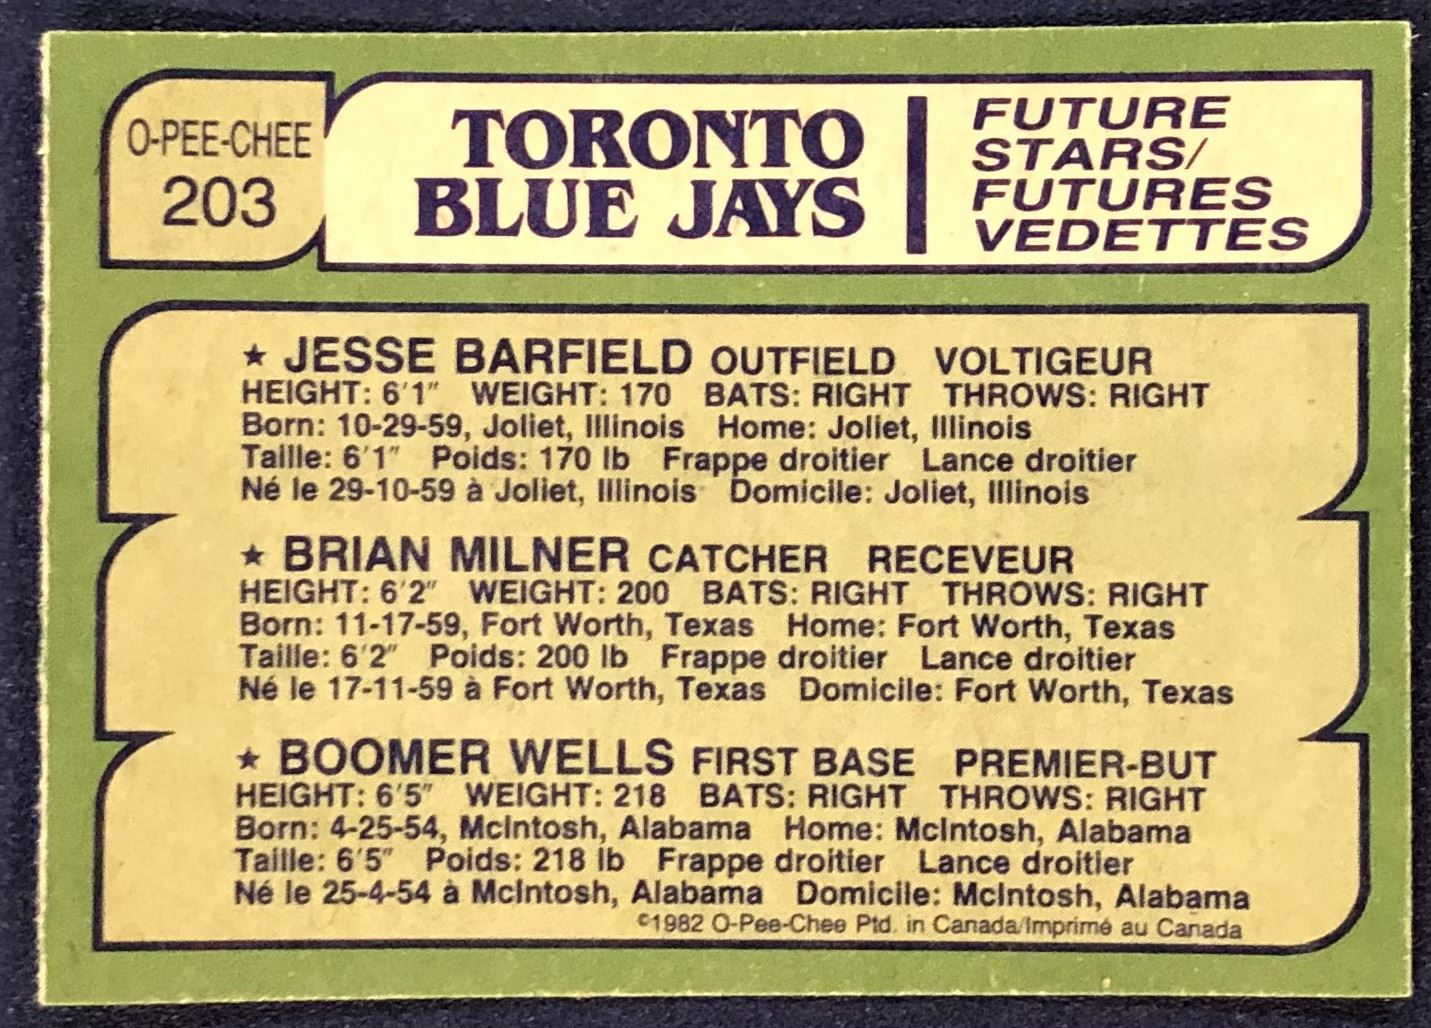 O-PEE-CHEE
203
TORONTO
BLUE JAYS
FUTURE
STARS/
FUTURES
VEDETTES
★ JESSE BARFIELD OUTFIELD VOLTIGEUR
HEIGHT: 6'1" WEIGHT: 170 BATS: RIGHT THROWS: RIGHT
Born: 10-29-59, Joliet, Illinois Home: Joliet, Illinois
Taille: 6'1" Poids: 170 lb Frappe droitier Lance droitier
Né le 29-10-59 à Joliet, Illinois Domicile: Joliet, Illinois
★ BRIAN MILNER CATCHER RECEVEUR
HEIGHT: 6'2" WEIGHT: 200 BATS: RIGHT THROWS: RIGHT
Born: 11-17-59, Fort Worth, Texas Home: Fort Worth, Texas
Taille: 6'2" Poids: 200 lb Frappe droitier Lance droitier
Né le 17-11-59 à Fort Worth, Texas Domicile: Fort Worth, Texas
★ BOOMER WELLS FIRST BASE PREMIER-BUT
HEIGHT: 6'5" WEIGHT: 218 BATS: RIGHT THROWS: RIGHT
Born: 4-25-54, McIntosh, Alabama Home: McIntosh, Alabama
Taille: 6'5" Poids: 218 lb Frappe droitier Lance droitier
Né le 25-4-54 à McIntosh, Alabama Domicile: McIntosh, Alabama
©1982 O-Pee-Chee Ptd. in Canada/Imprimé au Canada